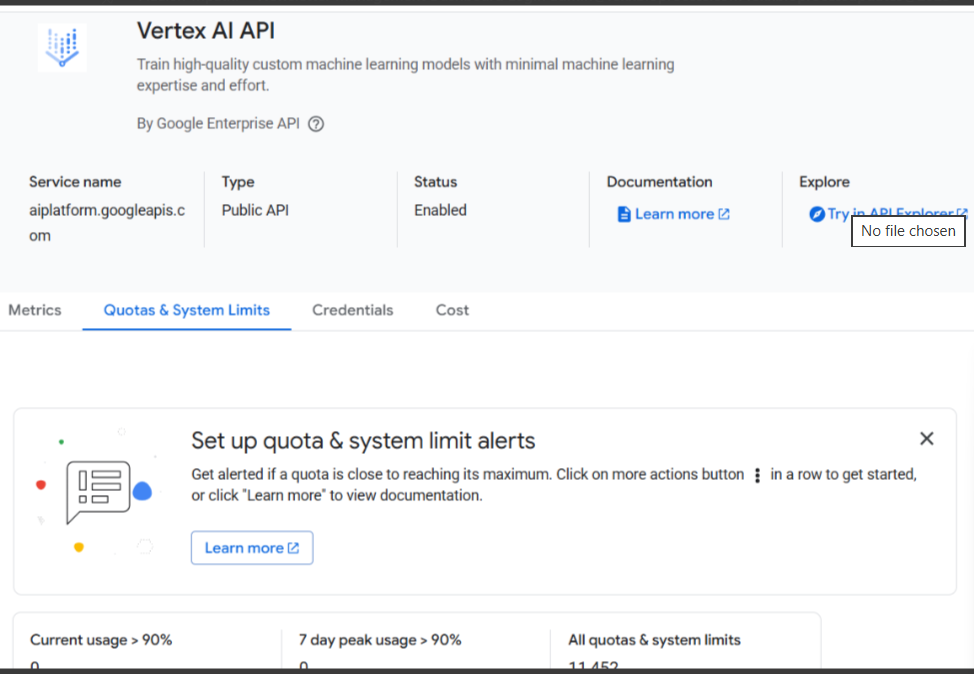 Vertex AI API
Train high-quality custom machine learning models with minimal machine learning
expertise and effort.
By Google Enterprise API
Service name
aiplatform.googleapis.c
om
Type
Public API
Status
Enabled
Documentation
Learn more
Explore
Try in API Explorer
No file chosen
Metrics
Quotas & System Limits
Credentials
Cost
Set up quota & system limit alerts
Get alerted if a quota is close to reaching its maximum. Click on more actions button ⋮ in a row to get started,
or click "Learn more" to view documentation.
Learn more
Current usage > 90%
0
7 day peak usage > 90%
0
All quotas & system limits
11,452